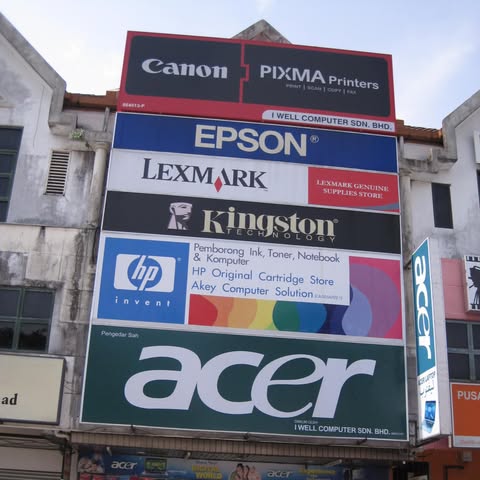 Canon
PIXMA Printers
PRINT | SCAN | COPY | FAX
I WELL COMPUTER SDN. BHD.
EPSON®
LEXMARK
LEXMARK GENUINE
SUPPLIES STORE
Kingston
TECHNOLOGY
hp
invent
Pemborong Ink, Toner, Notebook
& Komputer
HP Original Cartridge Store
Akey Computer Solution
Pengedar Sah
acer
I WELL COMPUTER SDN. BHD.
acer
ad
PUSA
acer